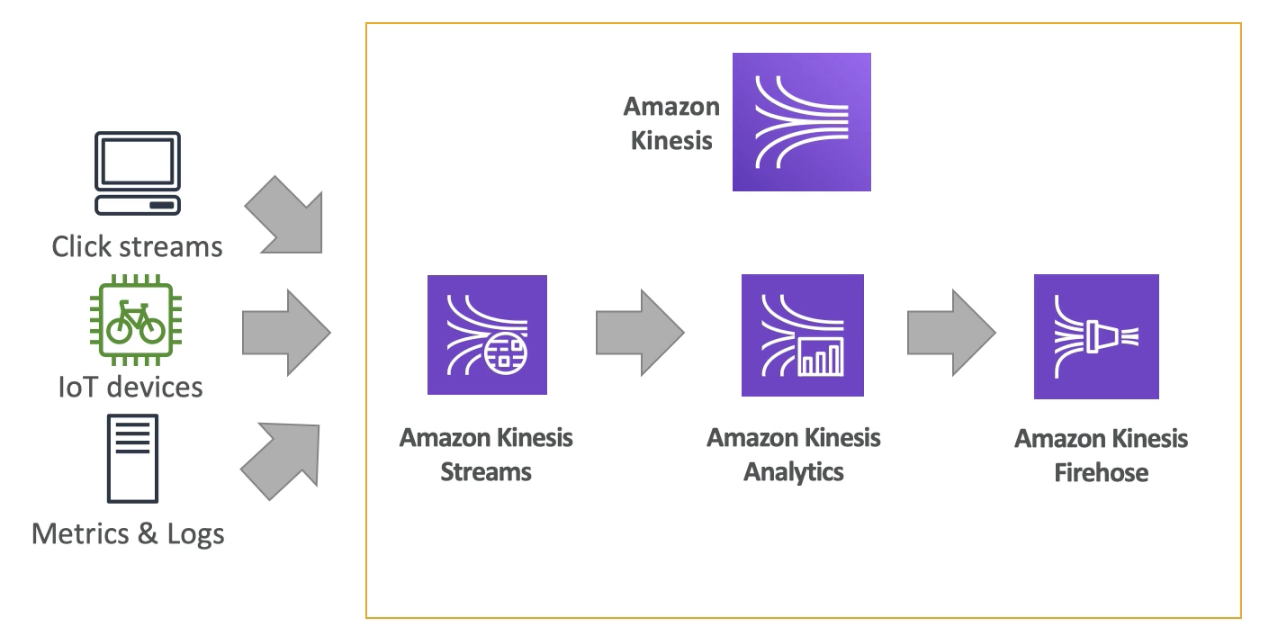 Amazon
Kinesis
Click streams
IoT devices
Metrics & Logs
Amazon Kinesis
Streams
Amazon Kinesis
Analytics
Amazon Kinesis
Firehose